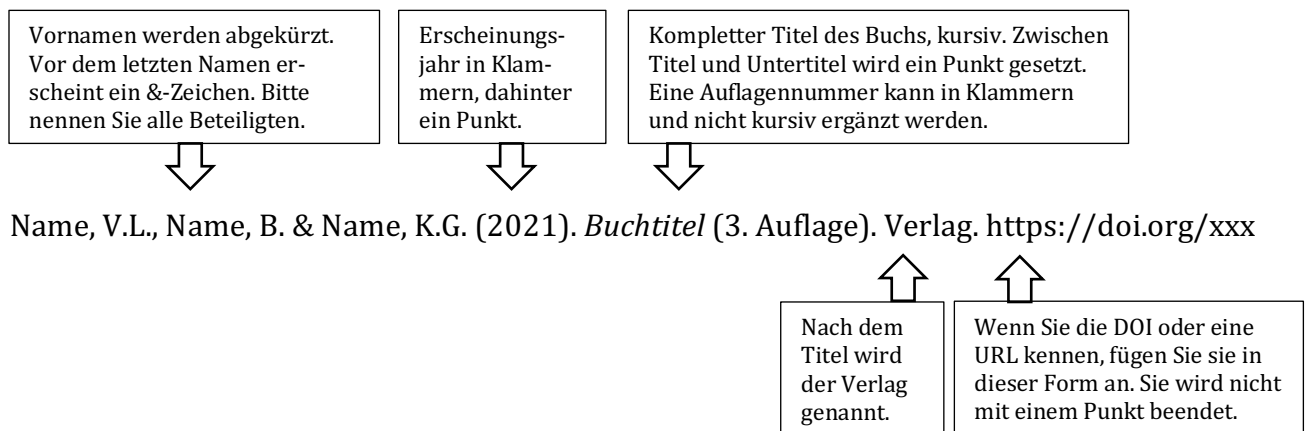 Vornamen werden abgekürzt.
Vor dem letzten Namen er-
scheint ein &-Zeichen. Bitte
nennen Sie alle Beteiligten.
Erscheinungs-
jahr in Klam-
mern, dahinter
ein Punkt.
Kompletter Titel des Buchs, kursiv. Zwischen
Titel und Untertitel wird ein Punkt gesetzt.
Eine Auflagennummer kann in Klammern
und nicht kursiv ergänzt werden.
Name, V.L., Name, B. & Name, K.G. (2021). Buchtitel (3. Auflage). Verlag. https://doi.org/xxx
Nach dem
Titel wird
der Verlag
genannt.
Wenn Sie die DOI oder eine
URL kennen, fügen Sie sie in
dieser Form an. Sie wird nicht
mit einem Punkt beendet.